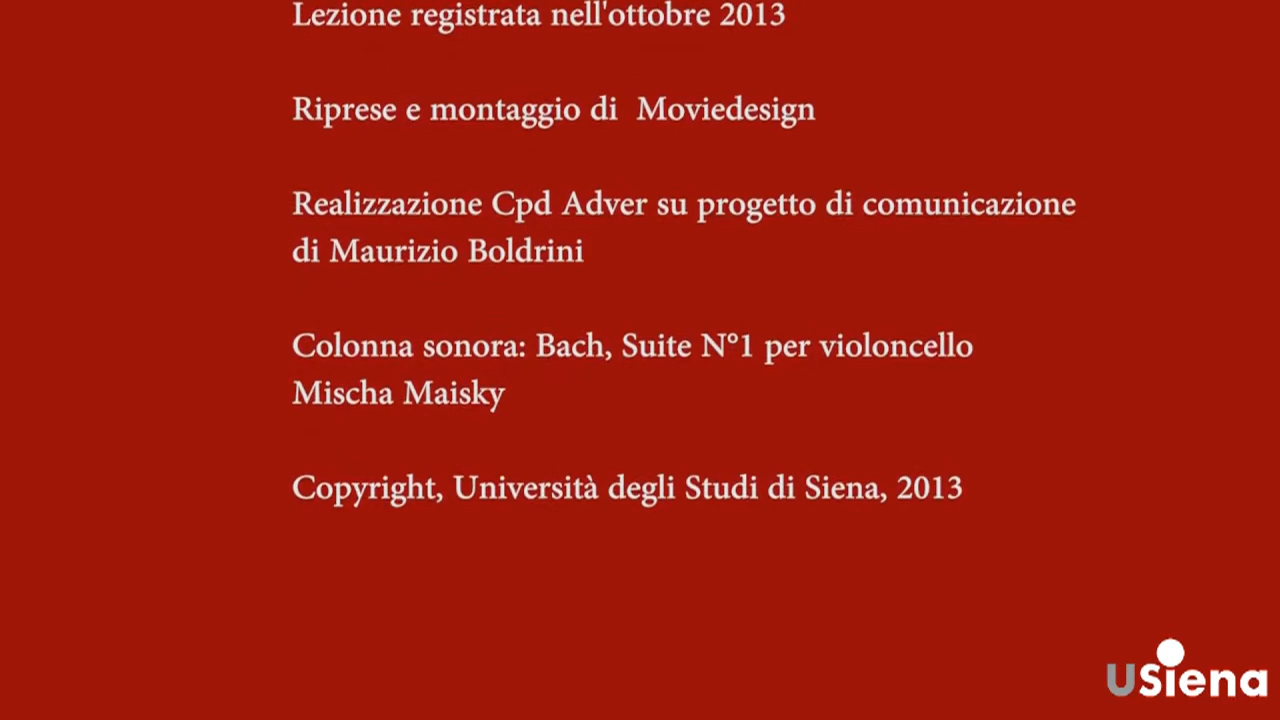 Lezione registrata nell'ottobre 2013
Riprese e montaggio di  Moviedesign
Realizzazione Cpd Adver su progetto di comunicazione
di Maurizio Boldrini
Colonna sonora: Bach, Suite N°1 per violoncello
Mischa Maisky
Copyright, Università degli Studi di Siena, 2013
USiena